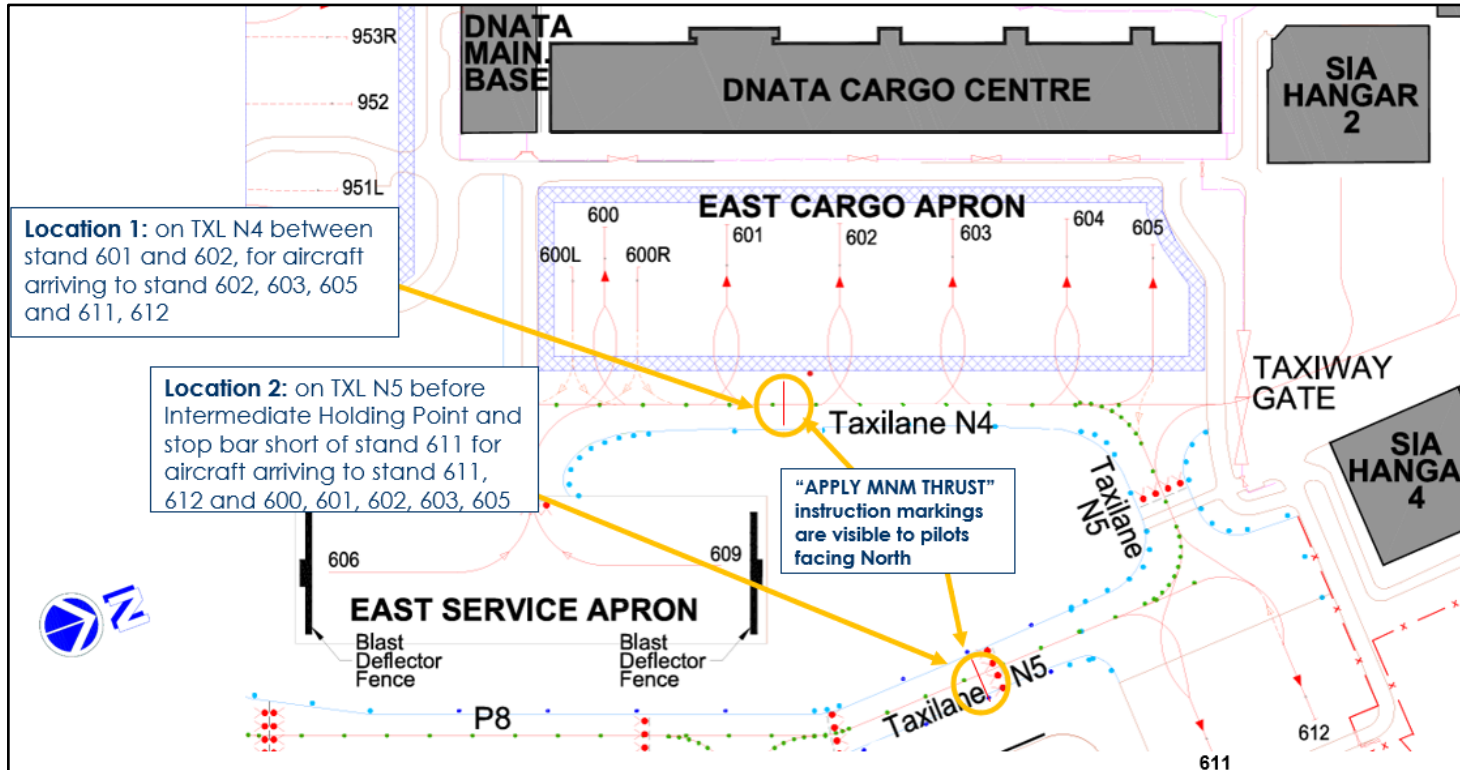 953R
952
951L
DNATA
MAIN.
BASE
DNATA CARGO CENTRE
SIA
HANGAR
2
Location 1: on TXL N4 between
stand 601 and 602, for aircraft
arriving to stand 602, 603, 605
and 611, 612
EAST CARGO APRON
600
601
602
603
604
605
600L
600R
Location 2: on TXL N5 before
Intermediate Holding Point and
stop bar short of stand 611 for
aircraft arriving to stand 611,
612 and 600, 601, 602, 603, 605
Taxilane N4
TAXIWAY
GATE
SIA
HANGA
4
"APPLY MNM THRUST"
instruction markings
are visible to pilots
facing North
Taxilane
N5
606
609
EAST SERVICE APRON
Blast
Deflector
Fence
Blast
Deflector
Fence
N
P8
Taxilane N5
612
611